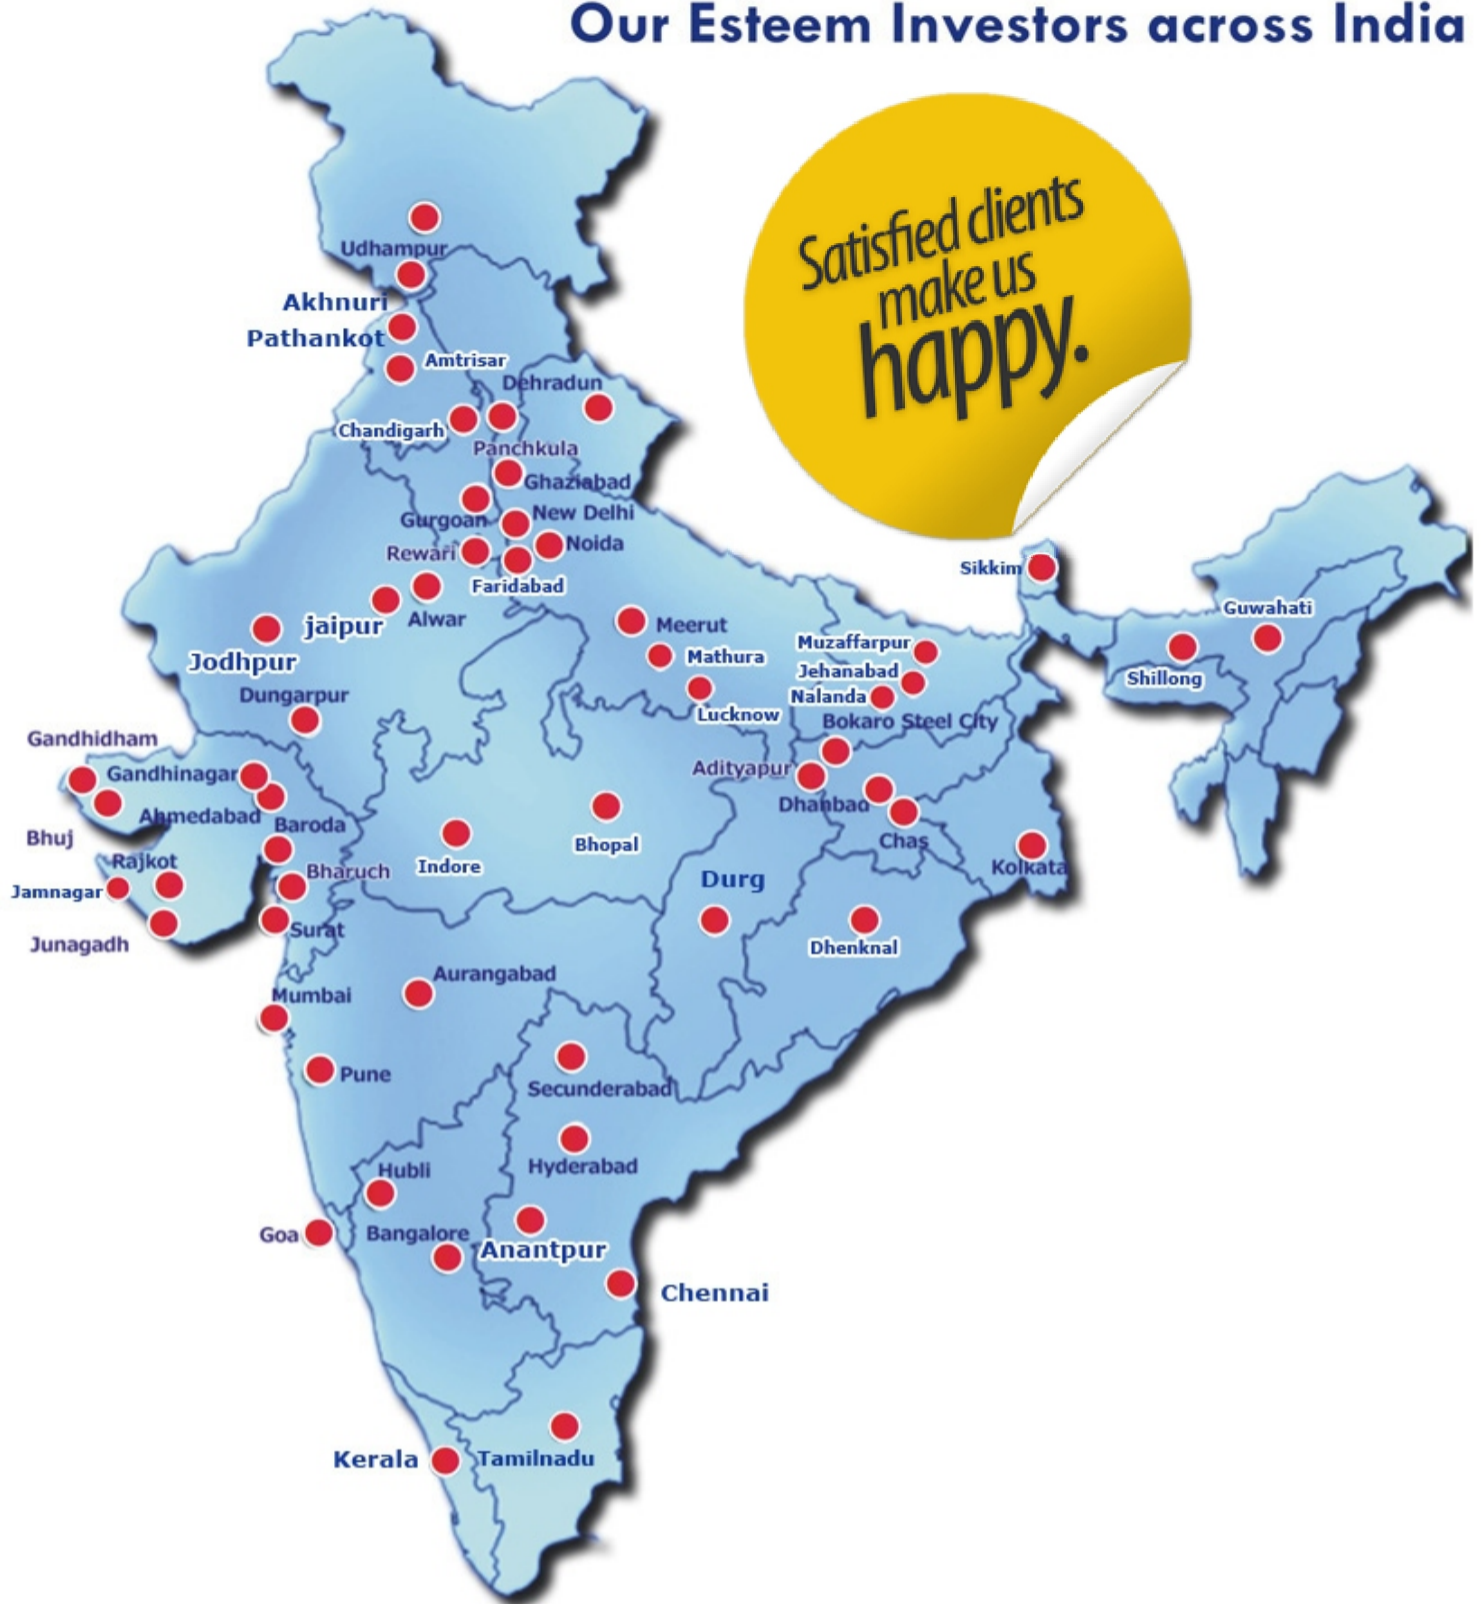 Our Esteem Investors across India
Satisfied clients
make us
happy.
Udhampur
Akhnuri
Pathankot
Amtrisar
Dehradun
Chandigarh
Panchkula
Ghaziabad
Gurgoan
New Delhi
Rewari
Noida
Faridabad
Sikkim
Alwar
jaipur
Jodhpur
Meerut
Mathura
Lucknow
Muzaffarpur
Jehanabad
Nalanda
Guwahati
Shillong
Dungarpur
Bokaro Steel City
Gandhidham
Gandhinagar
Adityapur
Ahmedabad
Baroda
Dhanbad
Bhuj
Chas
Rajkot
Bharuch
Indore
Bhopal
Kolkata
Jamnagar
Durg
Junagadh
Surat
Dhenknal
Aurangabad
Mumbai
Pune
Secunderabad
Hyderabad
Hubli
Goa
Bangalore
Anantpur
Chennai
Kerala
Tamilnadu